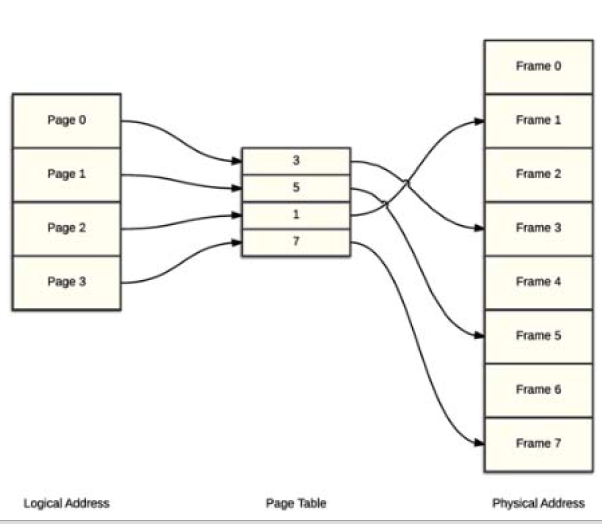 Page 0
Page 1
Page 2
Page 3
3
5
1
7
Frame 0
Frame 1
Frame 2
Frame 3
Frame 4
Frame 5
Frame 6
Frame 7
Logical Address
Page Table
Physical Address